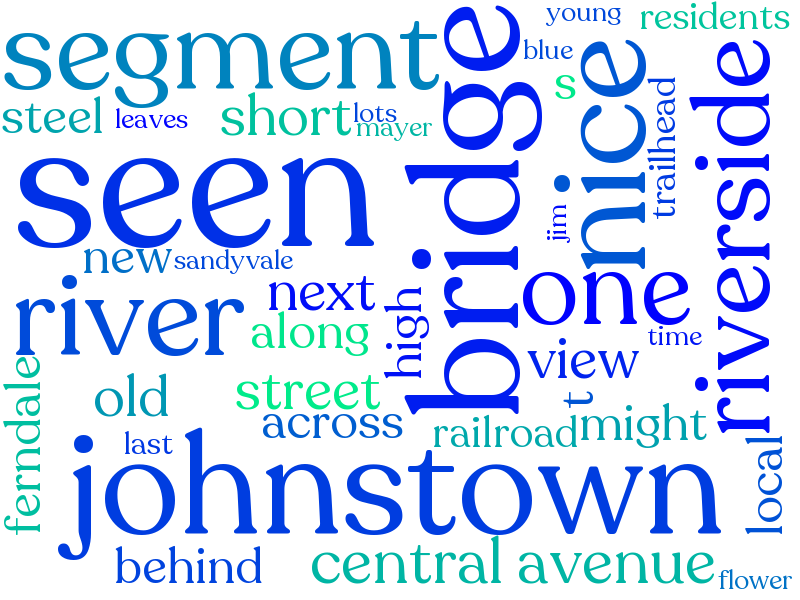 young
residents
segment
bridge
blue
nice
riverside
s
steel
leaves
short
lots
mayer
trailhead
seen
jim
new
sandyvale
river
next
one
high
along
time
view
ferndale
old
street
t
across
railroad
might
last
johnstown
local
behind
central avenue
flower